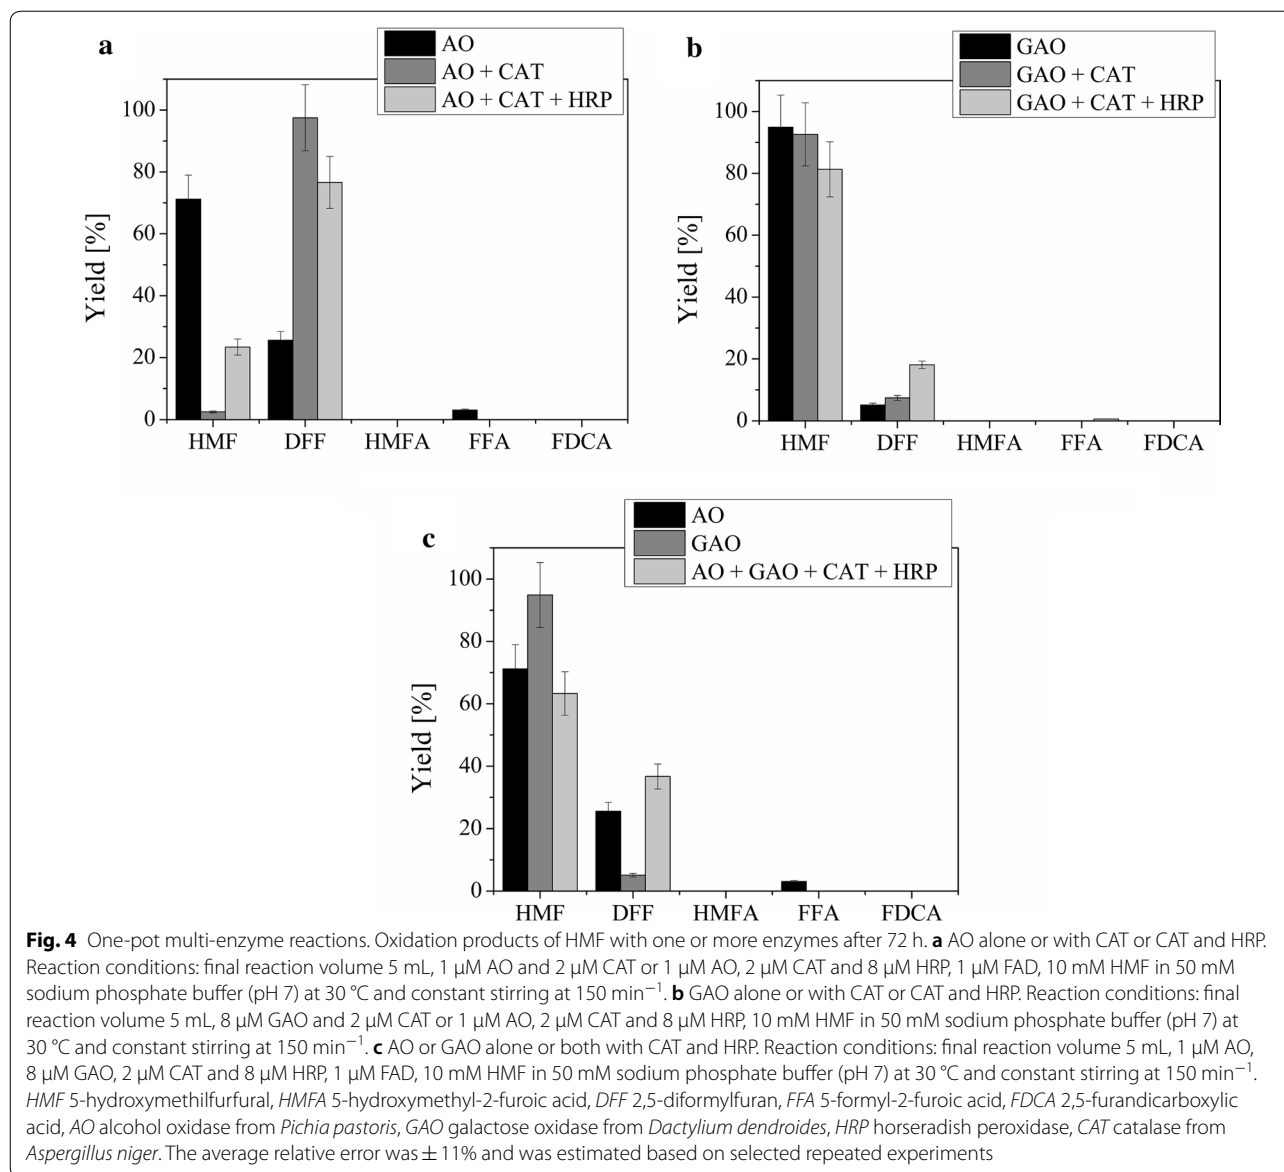 a
AO
AO + CAT
AO + CAT + HRP
Yield [%]
100
80
60
40
20
0
HMF DFF HMFA FFA FDCA
b
GAO
GAO + CAT
GAO + CAT + HRP
Yield [%]
100
80
60
40
20
0
HMF DFF HMFA FFA FDCA
c
AO
GAO
AO + GAO + CAT + HRP
Yield [%]
100
80
60
40
20
0
HMF DFF HMFA FFA FDCA
Fig. 4 One-pot multi-enzyme reactions. Oxidation products of HMF with one or more enzymes after 72 h. a AO alone or with CAT or CAT and HRP.
Reaction conditions: final reaction volume 5 mL, 1 µM AO and 2 µM CAT or 1 µM AO, 2 µM CAT and 8 µM HRP, 1 µM FAD, 10 mM HMF in 50 mM
sodium phosphate buffer (pH 7) at 30 °C and constant stirring at 150 min⁻¹. b GAO alone or with CAT or CAT and HRP. Reaction conditions: final
reaction volume 5 mL, 8 µM GAO and 2 µM CAT or 1 µM AO, 2 µM CAT and 8 µM HRP, 10 mM HMF in 50 mM sodium phosphate buffer (pH 7) at
30 °C and constant stirring at 150 min⁻¹. c AO or GAO alone or both with CAT and HRP. Reaction conditions: final reaction volume 5 mL, 1 µM AO,
8 µM GAO, 2 µM CAT and 8 µM HRP, 1 µM FAD, 10 mM HMF in 50 mM sodium phosphate buffer (pH 7) at 30 °C and constant stirring at 150 min⁻¹.
HMF 5-hydroxymethilfurfural, HMFA 5-hydroxymethyl-2-furoic acid, DFF 2,5-diformylfuran, FFA 5-formyl-2-furoic acid, FDCA 2,5-furandicarboxylic
acid, AO alcohol oxidase from Pichia pastoris, GAO galactose oxidase from Dactylium dendroides, HRP horseradish peroxidase, CAT catalase from
Aspergillus niger. The average relative error was ± 11% and was estimated based on selected repeated experiments